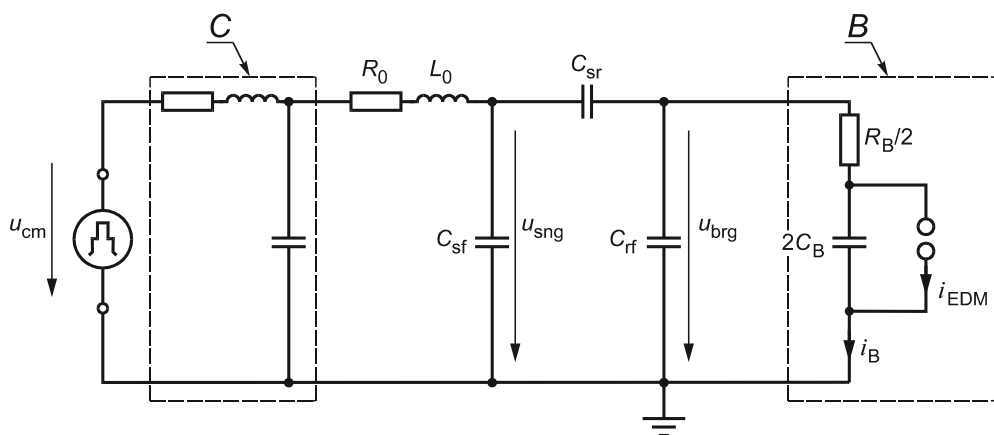 C
B
R0
L0
Csr
RB/2
ucm
Csf
usng
Crf
ubrg
2CB
iEDM
iB